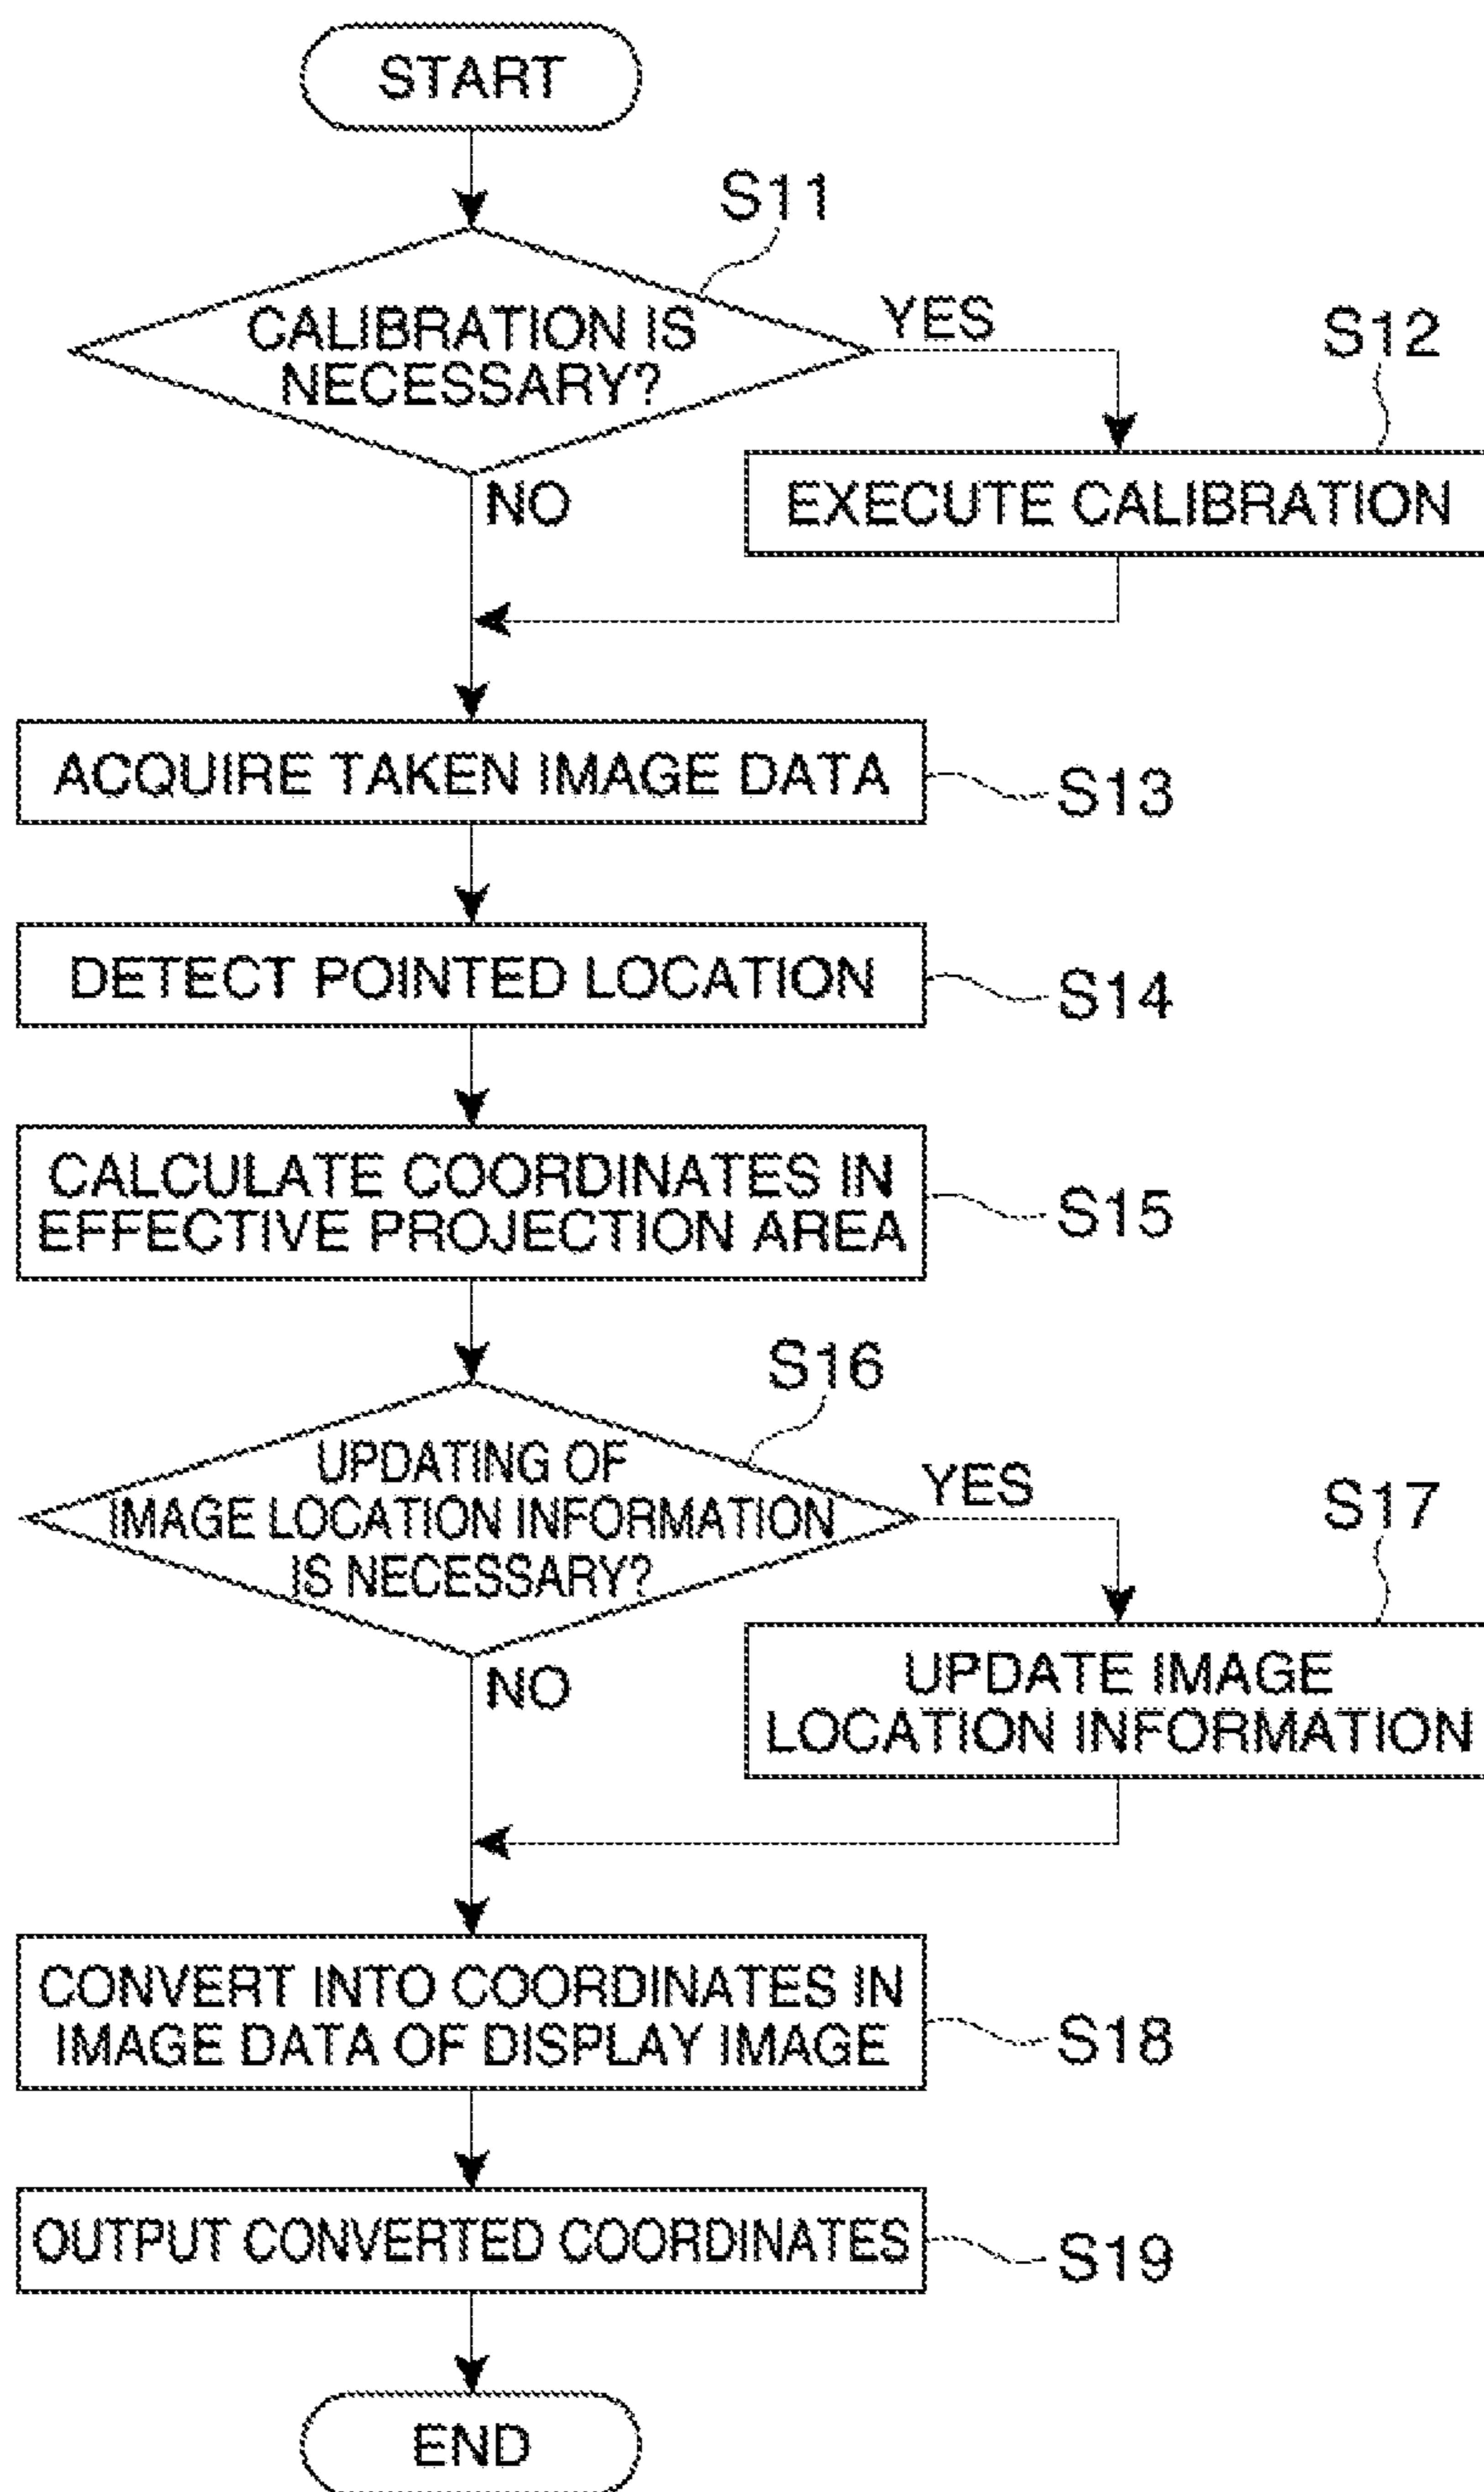 START
S11
CALIBRATION IS
NECESSARY?
YES
S12
EXECUTE CALIBRATION
NO
ACQUIRE TAKEN IMAGE DATA
S13
DETECT POINTED LOCATION
S14
CALCULATE COORDINATES IN
EFFECTIVE PROJECTION AREA
S15
S16
UPDATING OF
IMAGE LOCATION INFORMATION
IS NECESSARY?
YES
S17
UPDATE IMAGE
LOCATION INFORMATION
NO
CONVERT INTO COORDINATES IN
IMAGE DATA OF DISPLAY IMAGE
S18
OUTPUT CONVERTED COORDINATES
S19
END